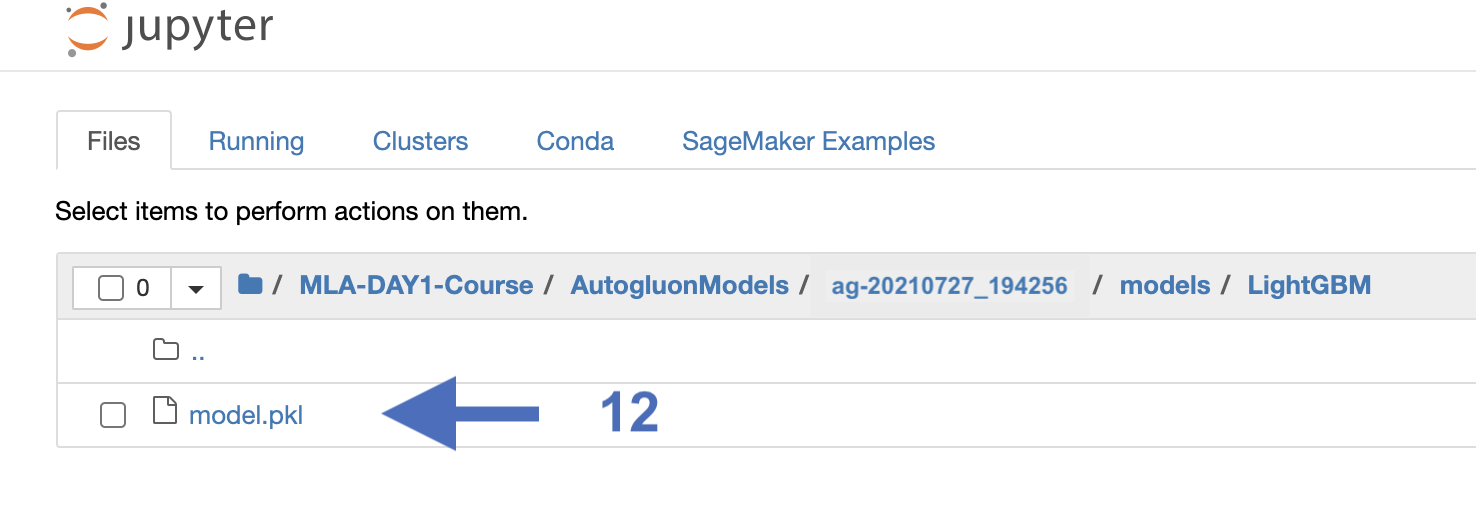 jupyter
Files Running Clusters Conda SageMaker Examples
Select items to perform actions on them.
0 / MLA-DAY1-Course / AutogluonModels / ag-20210727_194256 / models / LightGBM
..
model.pkl 12